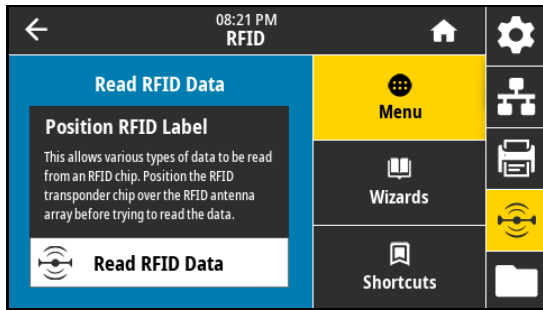 08:21 PM
RFID
Read RFID Data
Position RFID Label
This allows various types of data to be read
from an RFID chip. Position the RFID
transponder chip over the RFID antenna
array before trying to read the data.
Read RFID Data
Menu
Wizards
Shortcuts